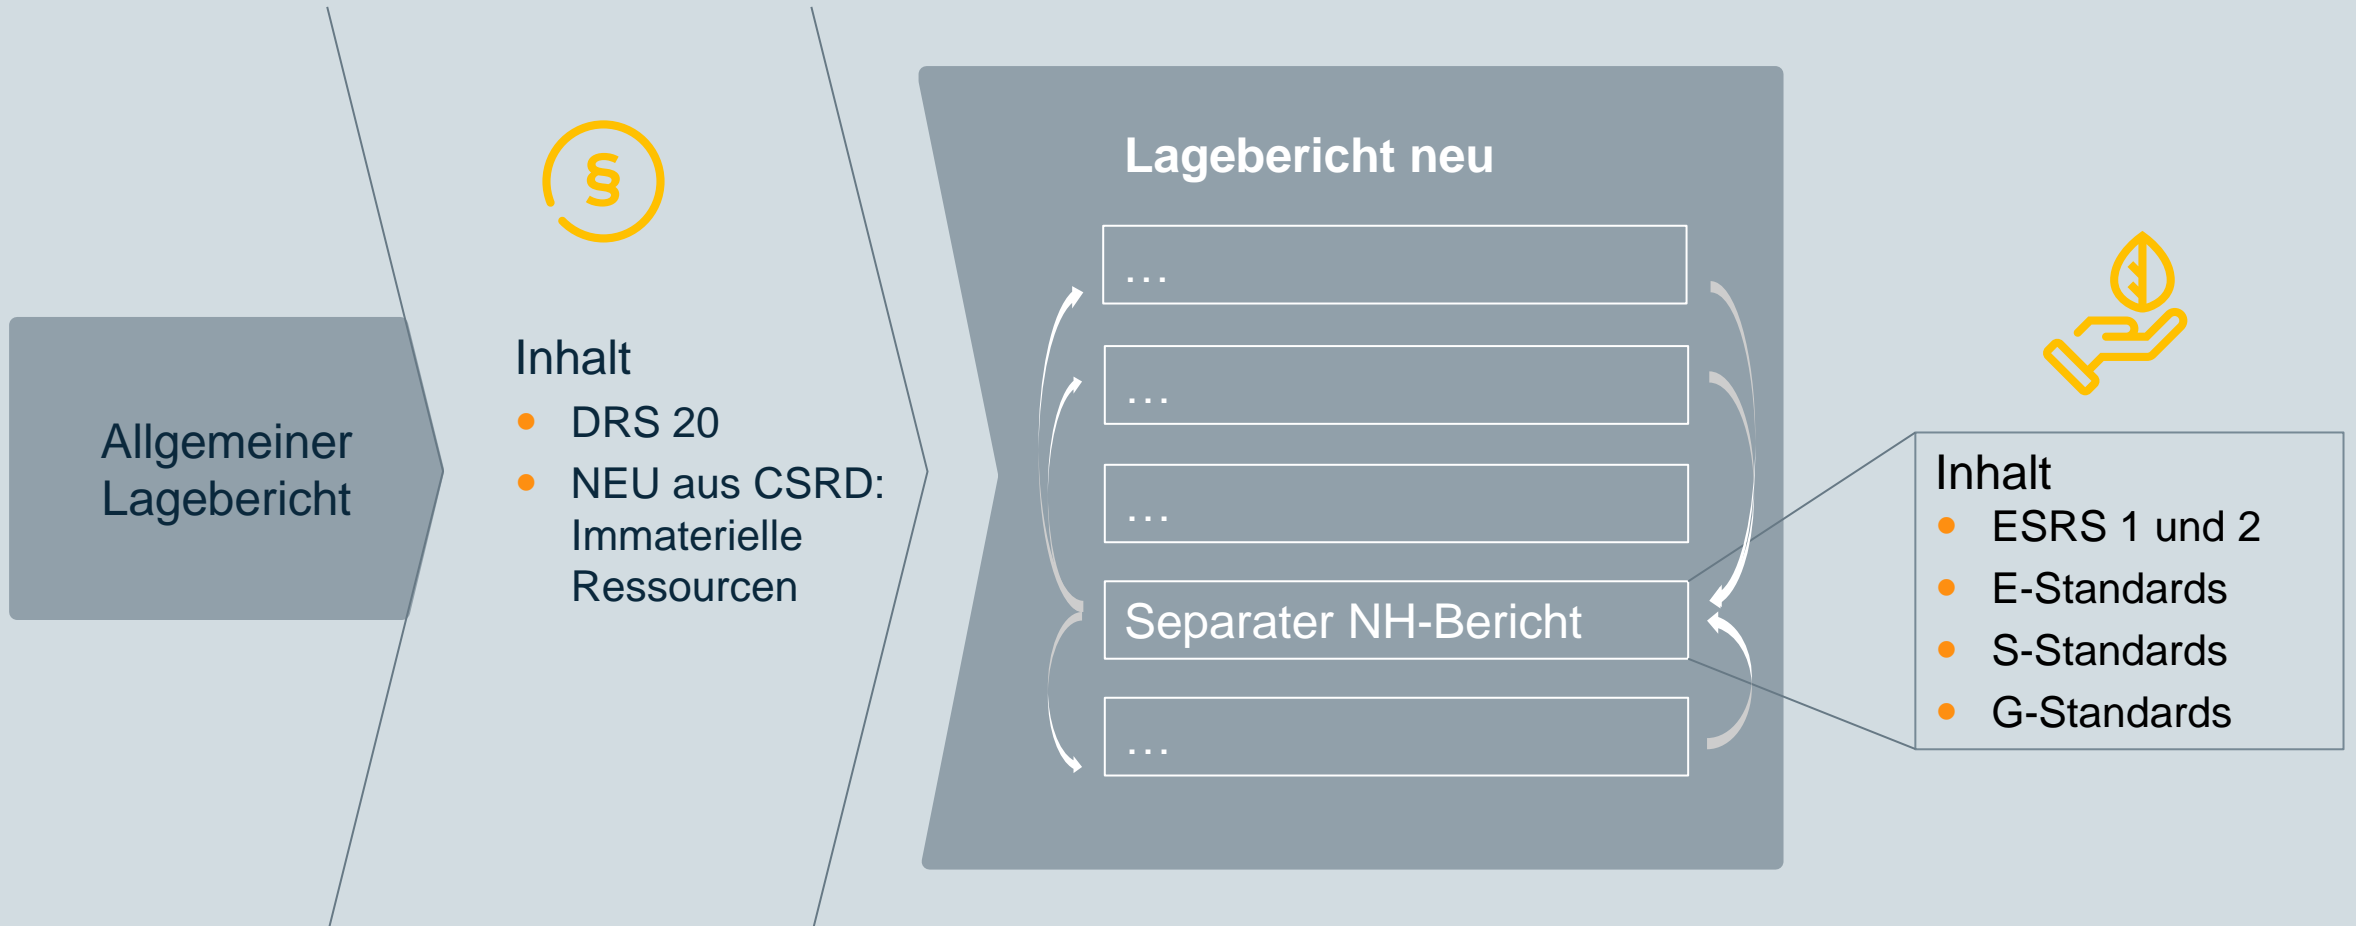 Allgemeiner
Lagebericht
§
Inhalt
• DRS 20
• NEU aus CSRD:
Immaterielle
Ressourcen
Lagebericht neu
...
...
...
Separater NH-Bericht
...
Inhalt
• ESRS 1 und 2
• E-Standards
• S-Standards
• G-Standards